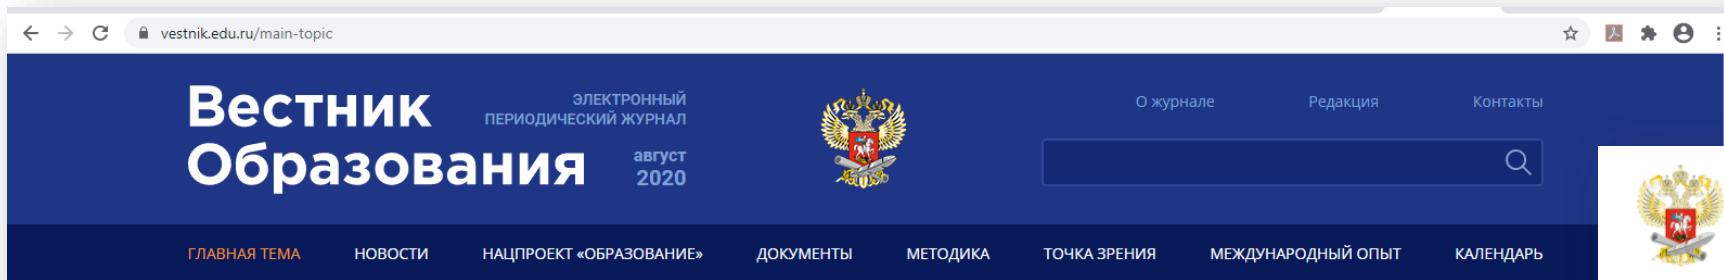 vestnik.edu.ru/main-topic
Вестник
Образования
ЭЛЕКТРОННЫЙ
ПЕРИОДИЧЕСКИЙ ЖУРНАЛ
август
2020
О журнале Редакция Контакты
ГЛАВНАЯ ТЕМА НОВОСТИ НАЦПРОЕКТ «ОБРАЗОВАНИЕ» ДОКУМЕНТЫ МЕТОДИКА ТОЧКА ЗРЕНИЯ МЕЖДУНАРОДНЫЙ ОПЫТ КАЛЕНДАРЬ